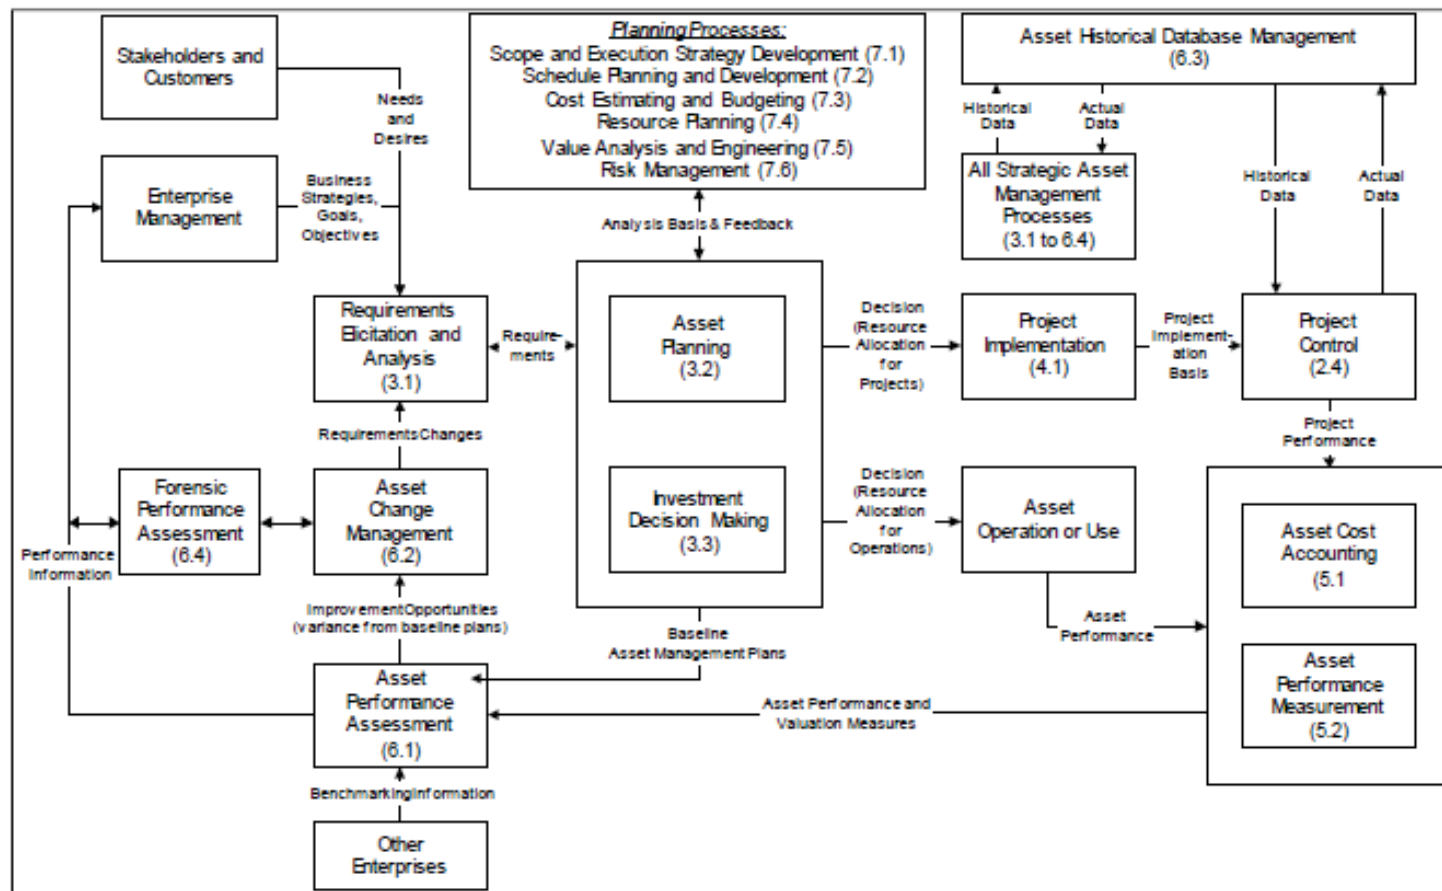 Stakeholders and
Customers
Needs
and
Desires
Enterprise
Management
Business
Strategies,
Goals,
Objectives
Planning Processes:
Scope and Execution Strategy Development (7.1)
Schedule Planning and Development (7.2)
Cost Estimating and Budgeting (7.3)
Resource Planning (7.4)
Value Analysis and Engineering (7.5)
Risk Management (7.6)
Analysis Basis & Feedback
Asset Historical Database Management
(6.3)
Historical
Data
Actual
Data
All Strategic Asset
Management
Processes
(3.1 to 6.4)
Historical
Data
Actual
Data
Requirements
Elicitation and
Analysis
(3.1)
Require-
ments
Asset
Planning
(3.2)
Decision
(Resource
Allocation
for
Projects)
Project
Implementation
(4.1)
Project
Implement-
ation
Basis
Project
Control
(2.4)
Project
Performance
Requirements Changes
Forensic
Performance
Assessment
(6.4)
Asset
Change
Management
(6.2)
Investment
Decision Making
(3.3)
Decision
(Resource
Allocation
for
Operations)
Asset
Operation or Use
Asset Cost
Accounting
(5.1
Performance
Information
Improvement Opportunities
(variance from baseline plans)
Baseline
Asset Management Plans
Asset
Performance
Asset
Performance
Assessment
(6.1)
Asset Performance and
Valuation Measures
Asset
Performance
Measurement
(5.2)
Benchmarking Information
Other
Enterprises